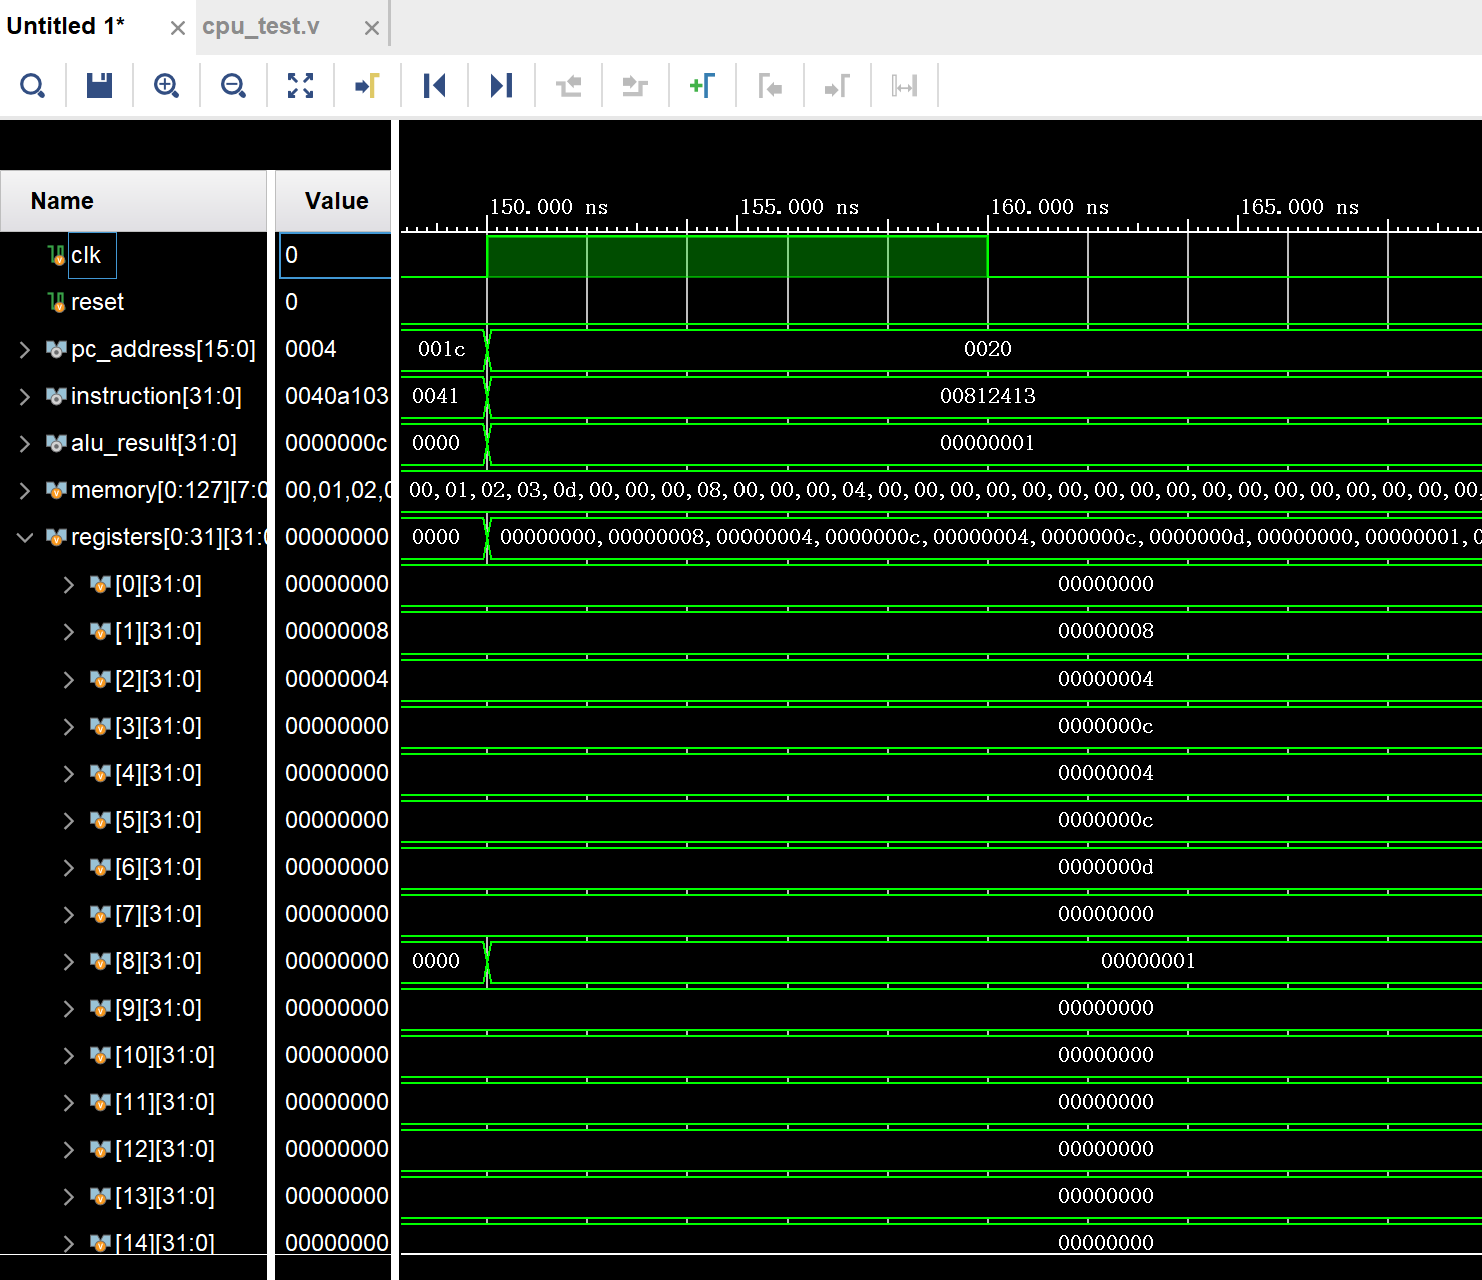 Untitled 1* cpu_test.v
Name Value
150.000 ns 155.000 ns 160.000 ns 165.000 ns
clk 0
reset 0
pc_address[15:0] 0004 001c 0020
instruction[31:0] 0040a103 0041 00812413
alu_result[31:0] 0000000c 0000 00000001
memory[0:127][7:0 00,01,02,0 00,01,02,03,0d,00,00,00,08,00,00,00,04,00,00,00,00,00,00,00,00,00,00,00,00,00,00,00,00,00,
registers[0:31][31:0 00000000 0000 00000000,00000008,00000004,0000000c,00000004,0000000c,0000000d,00000000,00000001,0
[0][31:0] 00000000 00000000
[1][31:0] 00000008 00000008
[2][31:0] 00000004 00000004
[3][31:0] 00000000 0000000c
[4][31:0] 00000000 00000004
[5][31:0] 00000000 0000000c
[6][31:0] 00000000 0000000d
[7][31:0] 00000000 00000000
[8][31:0] 00000000 0000 00000001
[9][31:0] 00000000 00000000
[10][31:0] 00000000 00000000
[11][31:0] 00000000 00000000
[12][31:0] 00000000 00000000
[13][31:0] 00000000 00000000
[14][31:0] 00000000 00000000